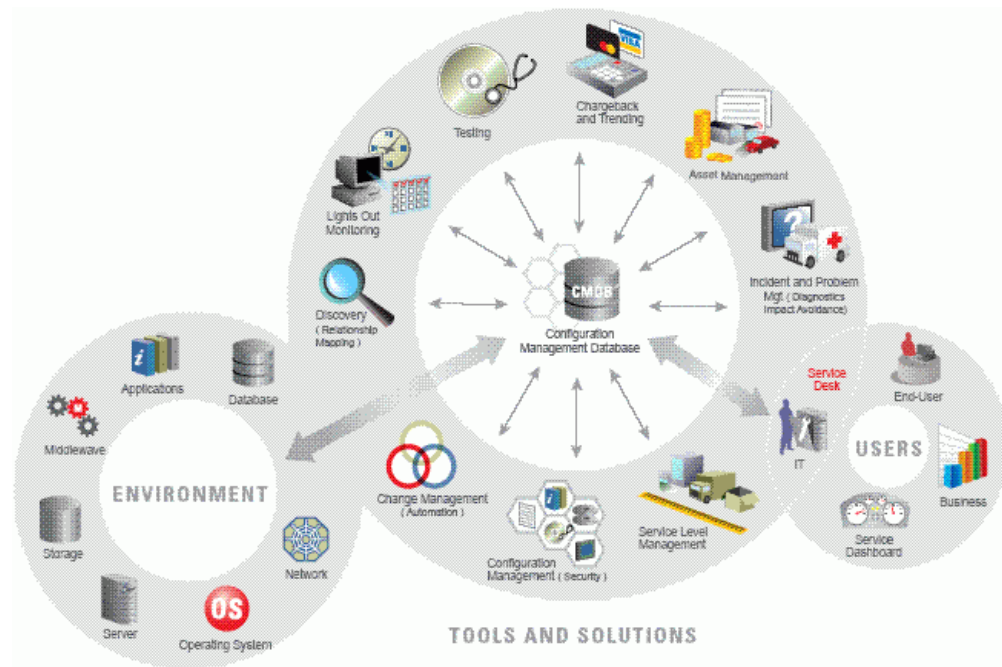 VISA
Chargeback
and Trending
Testing
Asset Management
Lights Out
Monitoring
?
Incident and Problem
Mgt ( Diagnostics
Impact Avoidance)
Discovery
( Relationship
Mapping )
CMDB
Configuration
Management Database
Applications
Database
Middlewave
ENVIRONMENT
Storage
Network
Server
OS
Operating System
Change Management
( Automation )
Configuration
Management ( Security )
Service Level
Management
Service
Desk
End-User
IT
USERS
Business
Service
Dashboard
TOOLS AND SOLUTIONS